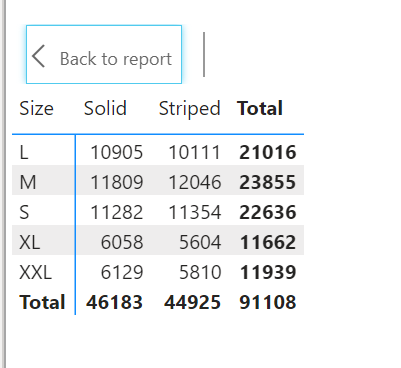 Back to report
Size Solid Striped Total
L 10905 10111 21016
M 11809 12046 23855
S 11282 11354 22636
XL 6058 5604 11662
XXL 6129 5810 11939
Total 46183 44925 91108